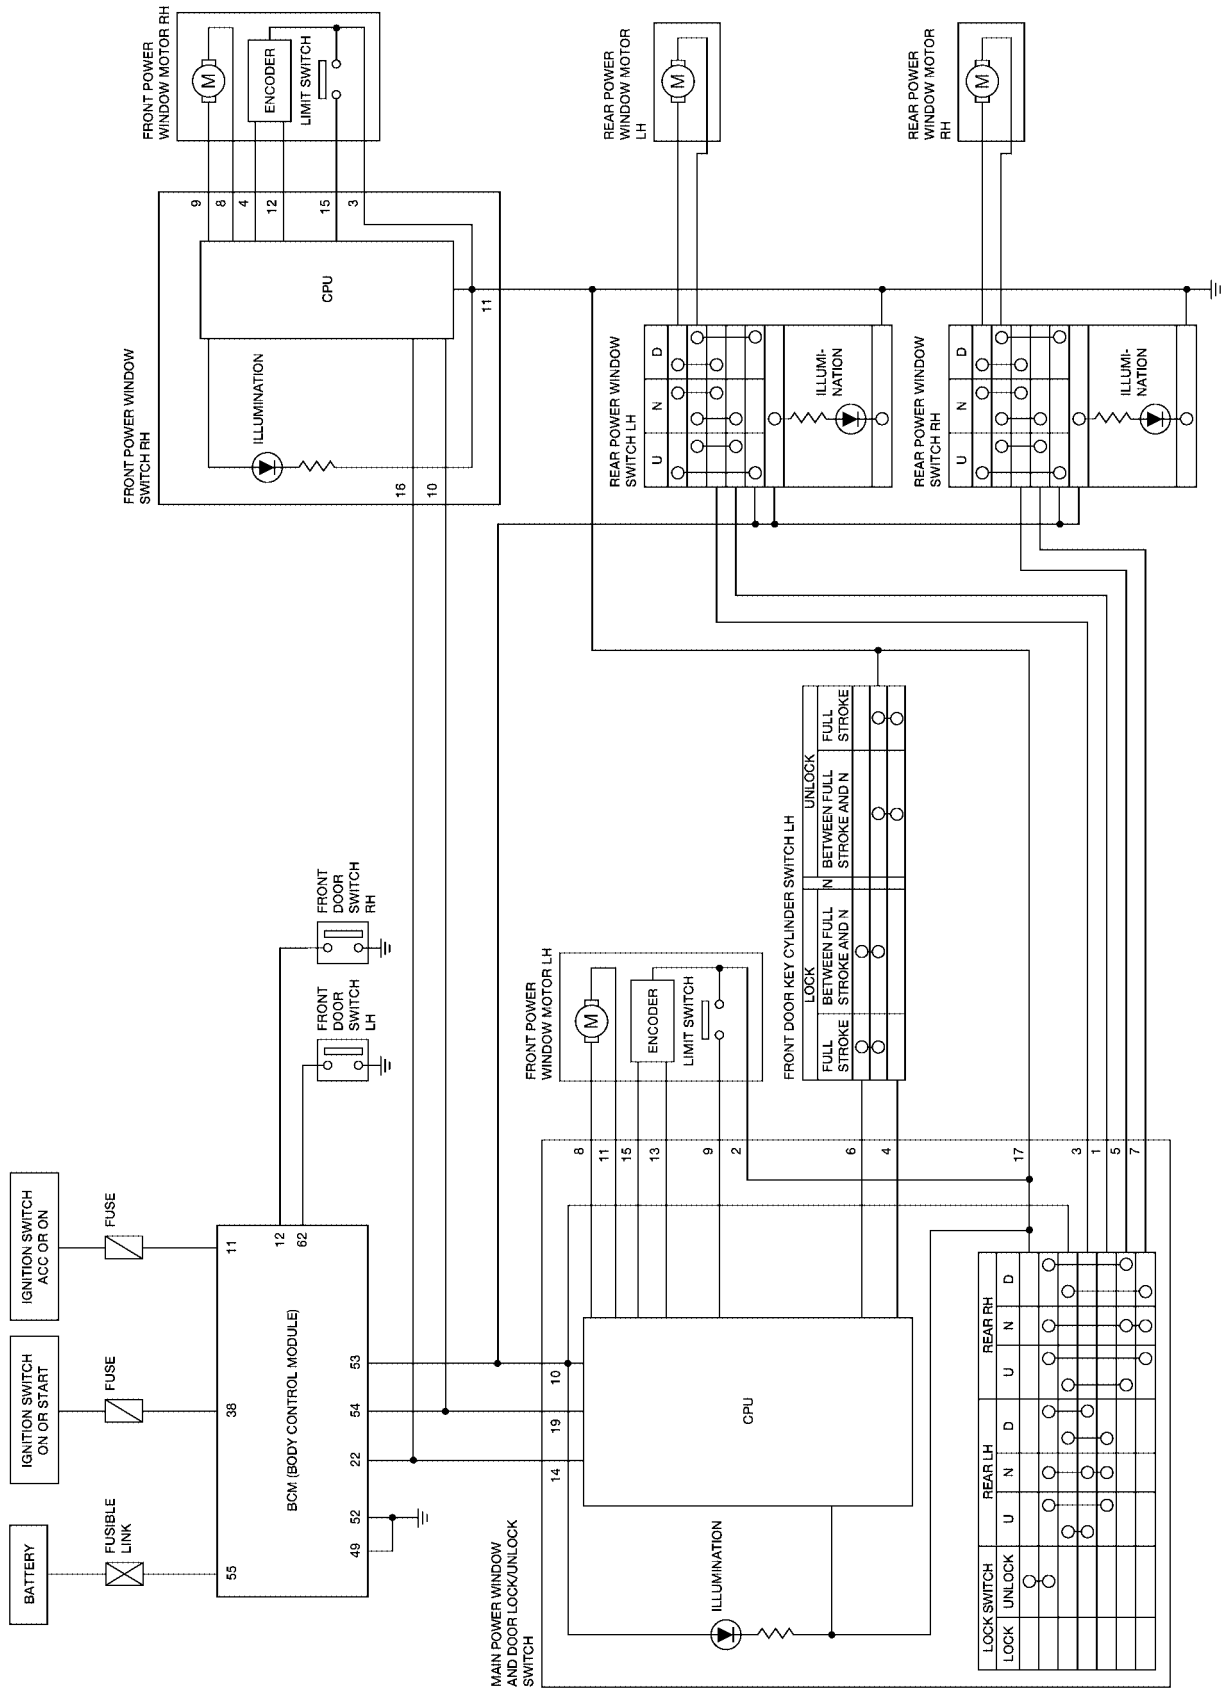 BATTERY
FUSIBLE
LINK
55
IGNITION SWITCH
ON OR START
FUSE
38
IGNITION SWITCH
ACC OR ON
FUSE
11
12
62
BCM (BODY CONTROL MODULE)
49
52
22
54
53
FRONT
DOOR
SWITCH
LH
FRONT
DOOR
SWITCH
RH
FRONT POWER WINDOW
SWITCH RH
ILLUMINATION
CPU
16
10
11
9
8
4
12
15
3
FRONT POWER
WINDOW MOTOR RH
M
ENCODER
LIMIT SWITCH
MAIN POWER WINDOW
AND DOOR LOCK/UNLOCK
SWITCH
14
19
10
ILLUMINATION
CPU
8
11
15
13
9
2
6
4
17
3
1
5
7
FRONT POWER
WINDOW MOTOR LH
M
ENCODER
LIMIT SWITCH
FRONT DOOR KEY CYLINDER SWITCH LH
LOCK
N
UNLOCK
FULL
STROKE
BETWEEN FULL
STROKE AND N
BETWEEN FULL
STROKE AND N
FULL
STROKE
LOCK SWITCH
REAR LH
REAR RH
LOCK
UNLOCK
U
N
D
U
N
D
REAR POWER WINDOW
SWITCH LH
U
N
D
ILLUMI-
NATION
REAR POWER
WINDOW MOTOR
LH
M
REAR POWER WINDOW
SWITCH RH
U
N
D
ILLUMI-
NATION
REAR POWER
WINDOW MOTOR
RH
M